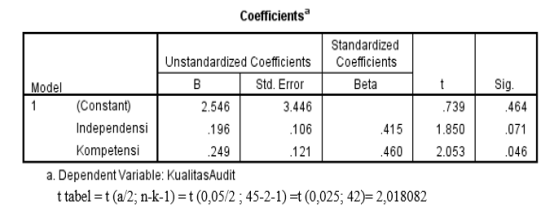 Coefficientsa
Model Unstandardized Coefficients Standardized Coefficients t Sig.
B Std. Error Beta
1 (Constant) 2.546 3.446 .739 .464
Independensi .196 .106 .415 1.850 .071
Kompetensi .249 .121 .460 2.053 .046
a. Dependent Variable: KualitasAudit
t tabel = t (a/2; n-k-1) = t (0,05/2 ; 45-2-1) =t (0,025; 42)= 2,018082